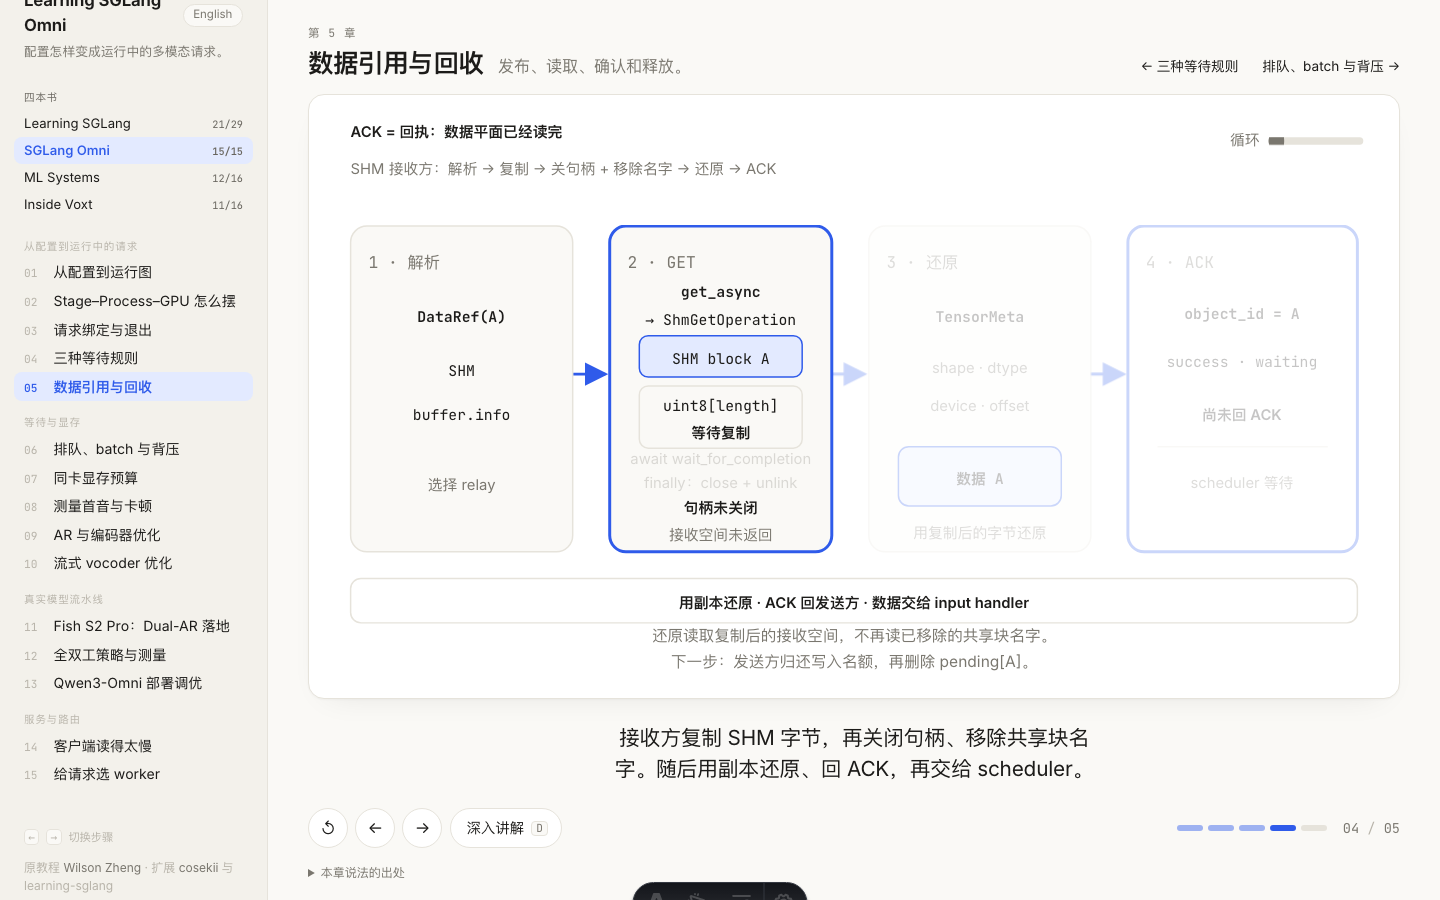 Learning SGLang
Omni
English
配置怎样变成运行中的多模态请求。
四本书
Learning SGLang 21/29
SGLang Omni 15/15
ML Systems 12/16
Inside Voxt 11/16
从配置到运行中的请求
01 从配置到运行图
02 Stage–Process–GPU 怎么摆
03 请求绑定与退出
04 三种等待规则
05 数据引用与回收
等待与显存
06 排队、batch 与背压
07 同卡显存预算
08 测量首音与卡顿
09 AR 与编码器优化
10 流式 vocoder 优化
真实模型流水线
11 Fish S2 Pro：Dual-AR 落地
12 全双工策略与测量
13 Qwen3-Omni 部署调优
服务与路由
14 客户端读得太慢
15 给请求选 worker
← → 切换步骤
原教程 Wilson Zheng · 扩展 cosekii 与
learning-sglang
第 5 章
数据引用与回收 发布、读取、确认和释放。
← 三种等待规则 排队、batch 与背压 →
ACK = 回执：数据平面已经读完
循环
SHM 接收方：解析 → 复制 → 关句柄 + 移除名字 → 还原 → ACK
1 · 解析
DataRef(A)
SHM
buffer.info
选择 relay
2 · GET
get_async
→ ShmGetOperation
SHM block A
uint8[length]
等待复制
await wait_for_completion
finally：close + unlink
句柄未关闭
接收空间未返回
3 · 还原
TensorMeta
shape · dtype
device · offset
数据 A
用复制后的字节还原
4 · ACK
object_id = A
success · waiting
尚未回 ACK
scheduler 等待
用副本还原 · ACK 回发送方 · 数据交给 input handler
还原读取复制后的接收空间，不再读已移除的共享块名字。
下一步：发送方归还写入名额，再删除 pending[A]。
接收方复制 SHM 字节，再关闭句柄、移除共享块名
字。随后用副本还原、回 ACK，再交给 scheduler。
深入讲解 D
04 / 05
▶ 本章说法的出处